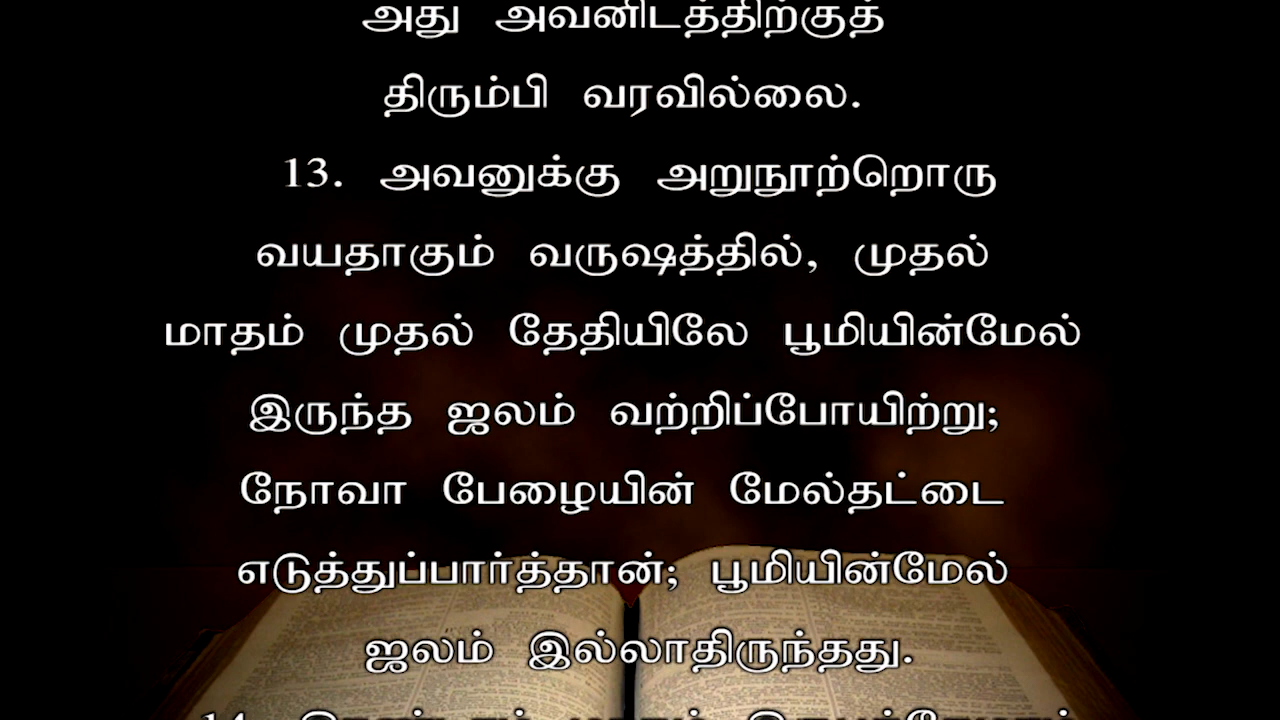 அது அவனிடத்திற்குத்
திரும்பி வரவில்லை.
13. அவனுக்கு அறுநூற்றொரு
வயதாகும் வருஷத்தில், முதல்
மாதம் முதல் தேதியிலே பூமியின்மேல்
இருந்த ஜலம் வற்றிப்போயிற்று;
நோவா பேழையின் மேல்தட்டை
எடுத்துப்பார்த்தான்; பூமியின்மேல்
ஜலம் இல்லாதிருந்தது.